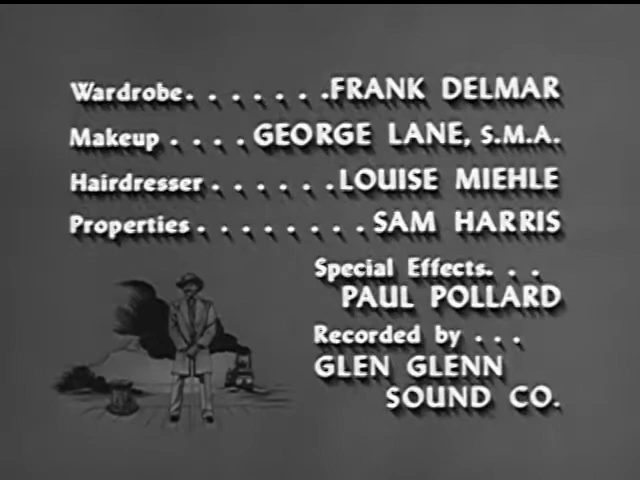 Wardrobe. . . . . . .FRANK DELMAR
Makeup . . . . GEORGE LANE, S.M.A.
Hairdresser . . . . . .LOUISE MIEHLE
Properties . . . . . . . . SAM HARRIS
Special Effects. . .
PAUL POLLARD
Recorded by . . .
GLEN GLENN
SOUND CO.